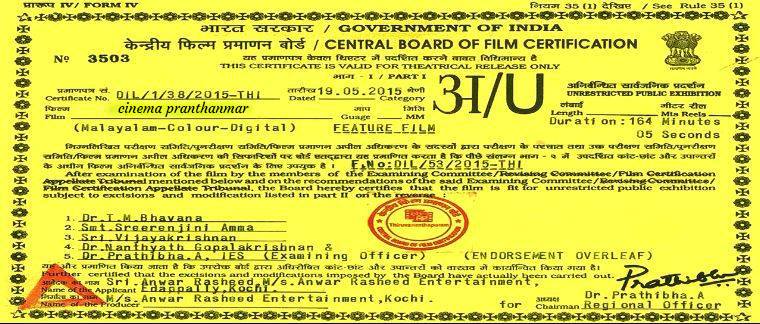 प्रारूप IV/ FORM IV
नियम 35 (1) देखिए / See Rule 35 (1)
भारत सरकार / GOVERNMENT OF INDIA
केन्द्रीय फिल्म प्रमाणन बोर्ड / CENTRAL BOARD OF FILM CERTIFICATION
№ 3503
यह प्रमाणपत्र केवल थिएटर में प्रदर्शित करने बाबत विधिमान्य है
THIS CERTIFICATE IS VALID FOR THEATRICAL RELEASE ONLY
भाग - 1 / PART I
प्रमाणपत्र सं. DIL/1/38/2015-THI तारीख 19.05.2015 श्रेणी
Certificate No. Dated Category
अ/U
अनिर्बन्धित सार्वजनिक प्रदर्शन
UNRESTRICTED PUBLIC EXHIBITION
फिल्म cinema pranthanmar माप मिमि
Film Guage MM
लंबाई मीटर रील
Length Mts Reels
Duration: 164 Minutes
05 Seconds
(Malayalam-Colour-Digital) FEATURE FILM
F.No:DIL/53/2015-THI
After examination of the film by the members of the Examining Committee/Revising Committee/Film Certification
Appellate Tribunal mentioned below and on the recommendations of the said Examining Committee/Revising Committee/
Film Certification Appellate Tribunal, the Board hereby certifies that the film is fit for unrestricted public exhibition
subject to excisions and modification listed in part II on the reverse :
1. Dr.T.M.Bhavana
2. Smt.Sreerenjini Amma
3. Sri.Vijayakrishnan
4. Dr.Nanthyath Gopalakrishnan &
5. Dr.Prathibha.A, IES (Examining Officer) (ENDORSEMENT OVERLEAF)
Thiruvananthapuram
Further certified that the excisions and modifications imposed by the Board have actually been carried out.
आवेदक का नाम Sri.Anwar Rasheed,M/s.Anwar Rasheed Entertainment,
Name of the Applicant Edappally,Kochi.
निर्माता का नाम M/s.Anwar Rasheed Entertainment,Kochi.
Name of the Producer
Prathibha
Dr.Prathibha.A
अध्यक्ष
for Chairman Regional Officer